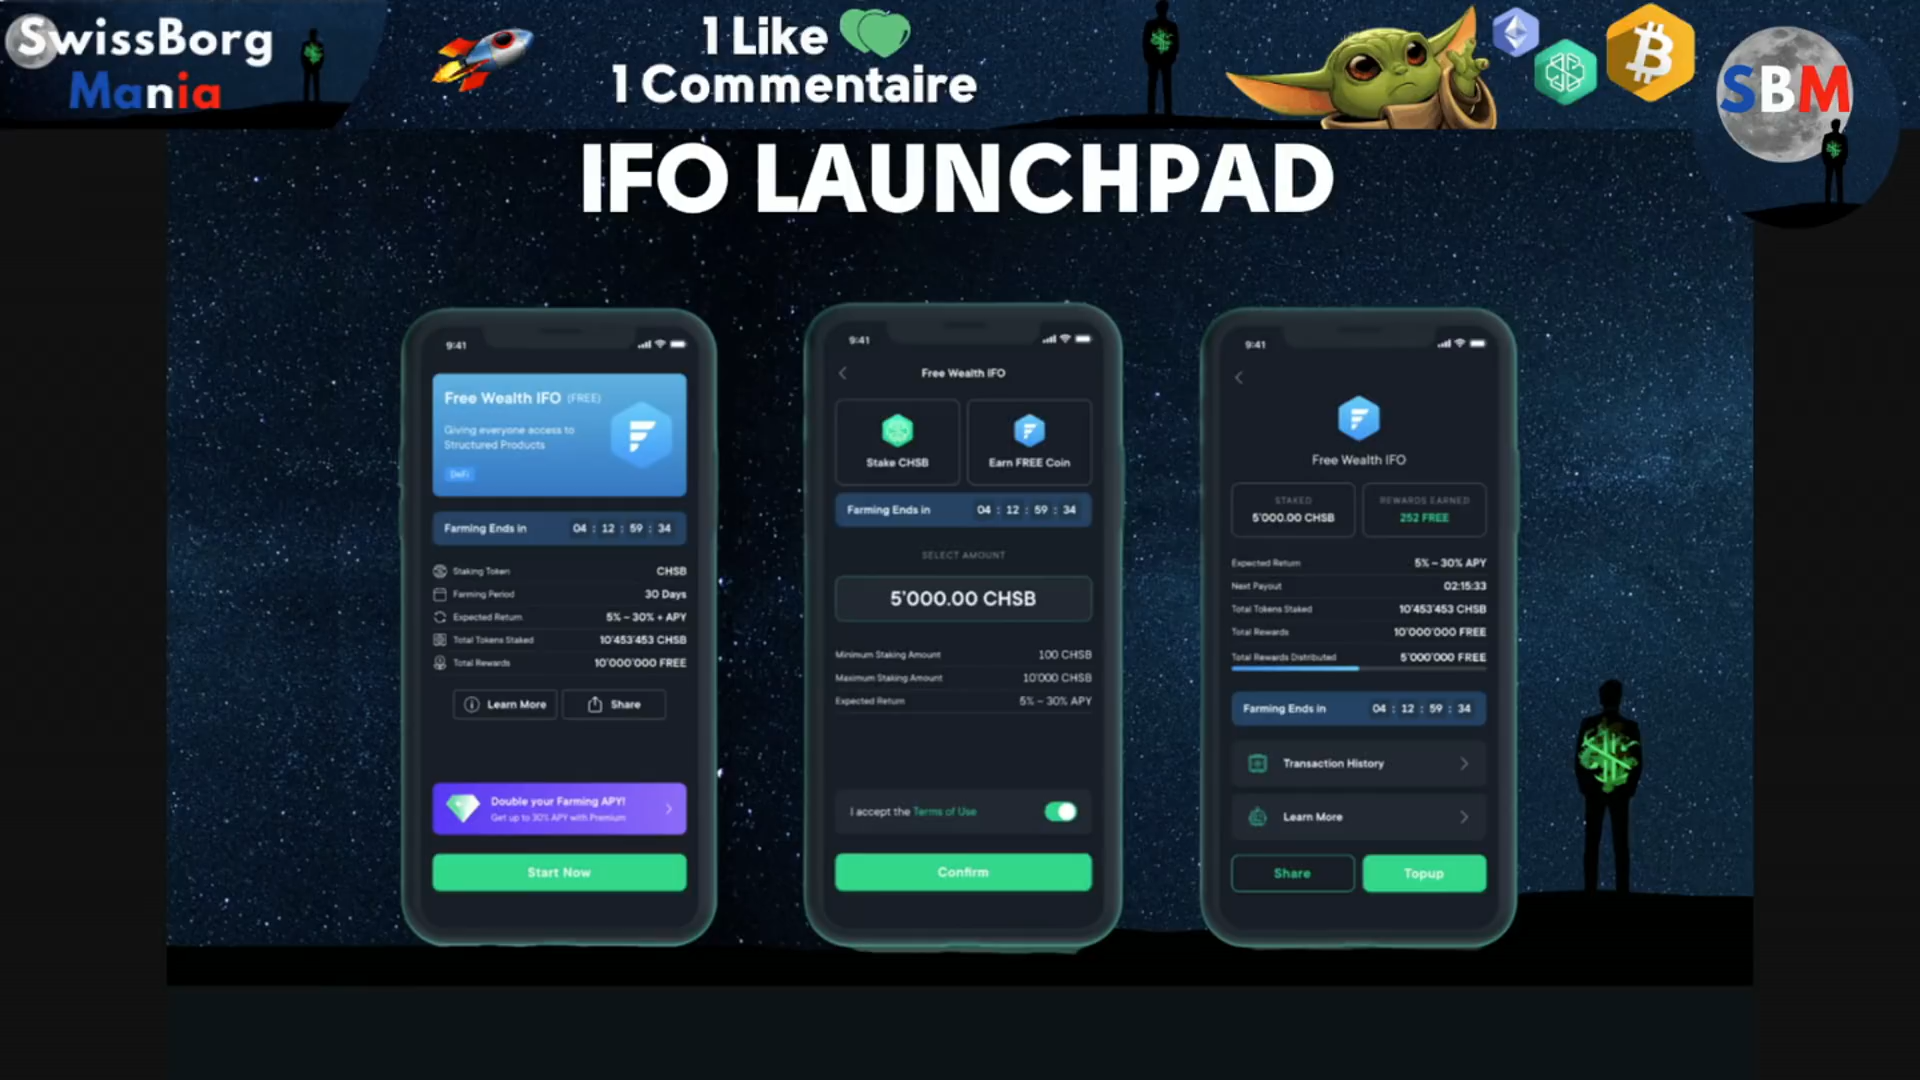 SwissBorg
Mania
1 Like
1 Commentaire
SBM
IFO LAUNCHPAD
9:41
Free Wealth IFO (FREE)
Giving everyone access to
Structured Products
DeFi
Farming Ends in 04 : 12 : 59 : 34
Staking Token CHSB
Farming Period 30 Days
Expected Return 5% – 30% + APY
Total Tokens Staked 10'453'453 CHSB
Total Rewards 10'000'000 FREE
Learn More Share
Double your Farming APY!
Get up to 30% APY with Premium
Start Now
9:41
Free Wealth IFO
Stake CHSB Earn FREE Coin
Farming Ends in 04 : 12 : 59 : 34
SELECT AMOUNT
5'000.00 CHSB
Minimum Staking Amount 100 CHSB
Maximum Staking Amount 10'000 CHSB
Expected Return 5% – 30% APY
I accept the Terms of Use
Confirm
9:41
Free Wealth IFO
STAKED REWARDS EARNED
5'000.00 CHSB 252 FREE
Expected Return 5% – 30% APY
Next Payout 02:15:33
Total Tokens Staked 10'453'453 CHSB
Total Rewards 10'000'000 FREE
Total Rewards Distributed 5'000'000 FREE
Farming Ends in 04 : 12 : 59 : 34
Transaction History
Learn More
Share Topup